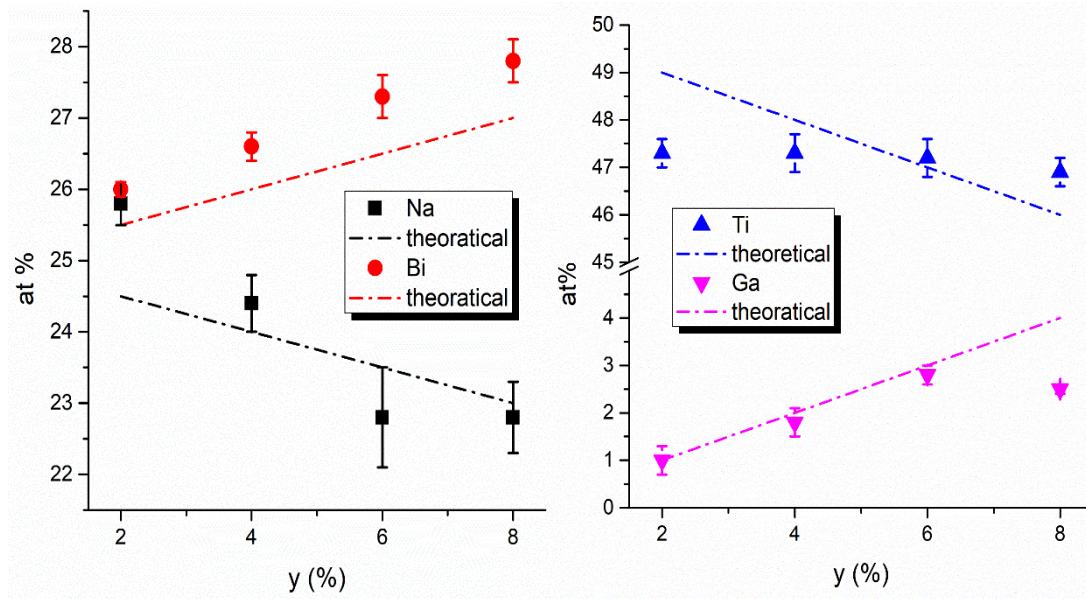 28
27
26
25
24
23
22
at %
Na
theoratical
Bi
theoratical
2
4
6
8
y (%)
50
49
48
47
46
45
4
3
2
1
0
at%
Ti
theoretical
Ga
theoratical
2
4
6
8
y (%)